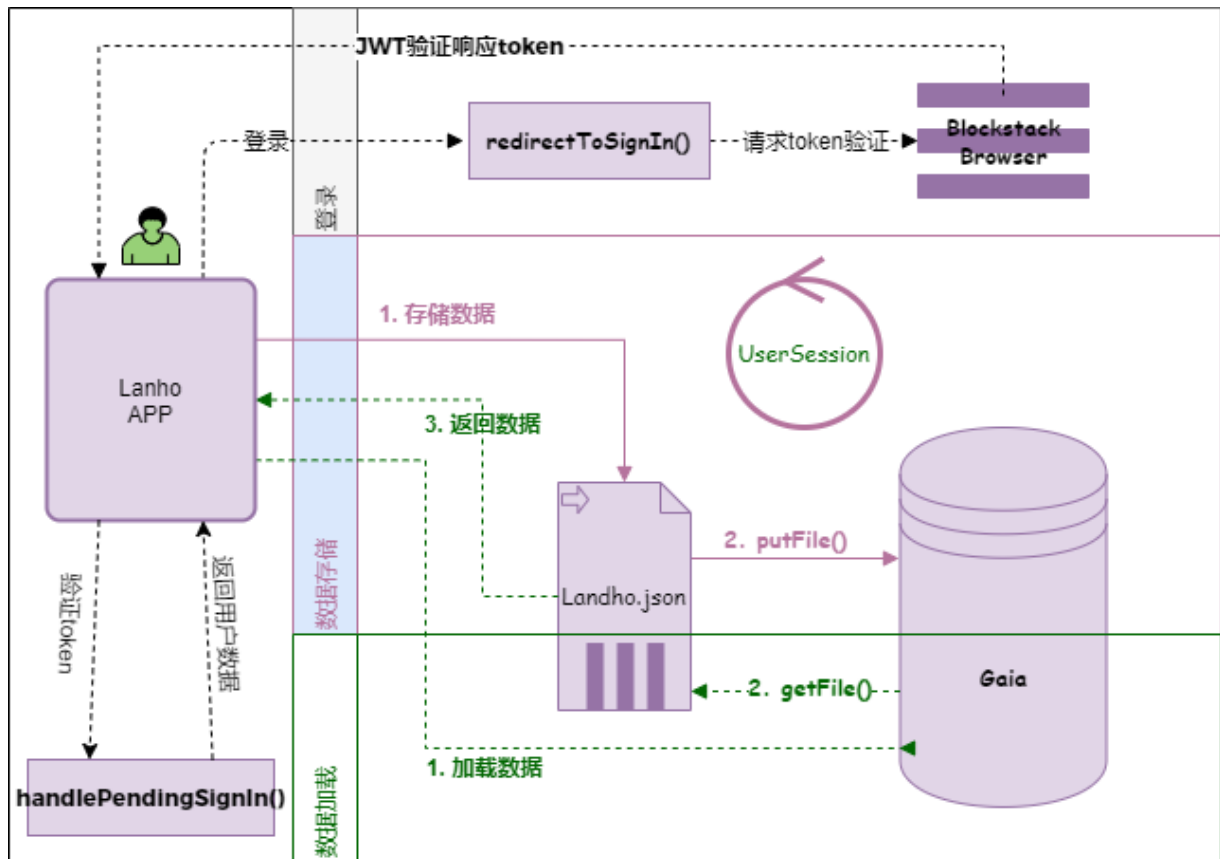 JWT验证响应token
登录
redirectToSignIn()
请求token验证
Blockstack
Browser
登录
UserSession
1. 存储数据
Lanho
APP
3. 返回数据
2. putFile()
数据存储
Landho.json
验证token
返回用户数据
Gaia
2. getFile()
1. 加载数据
handlePendingSignIn()
数据加载